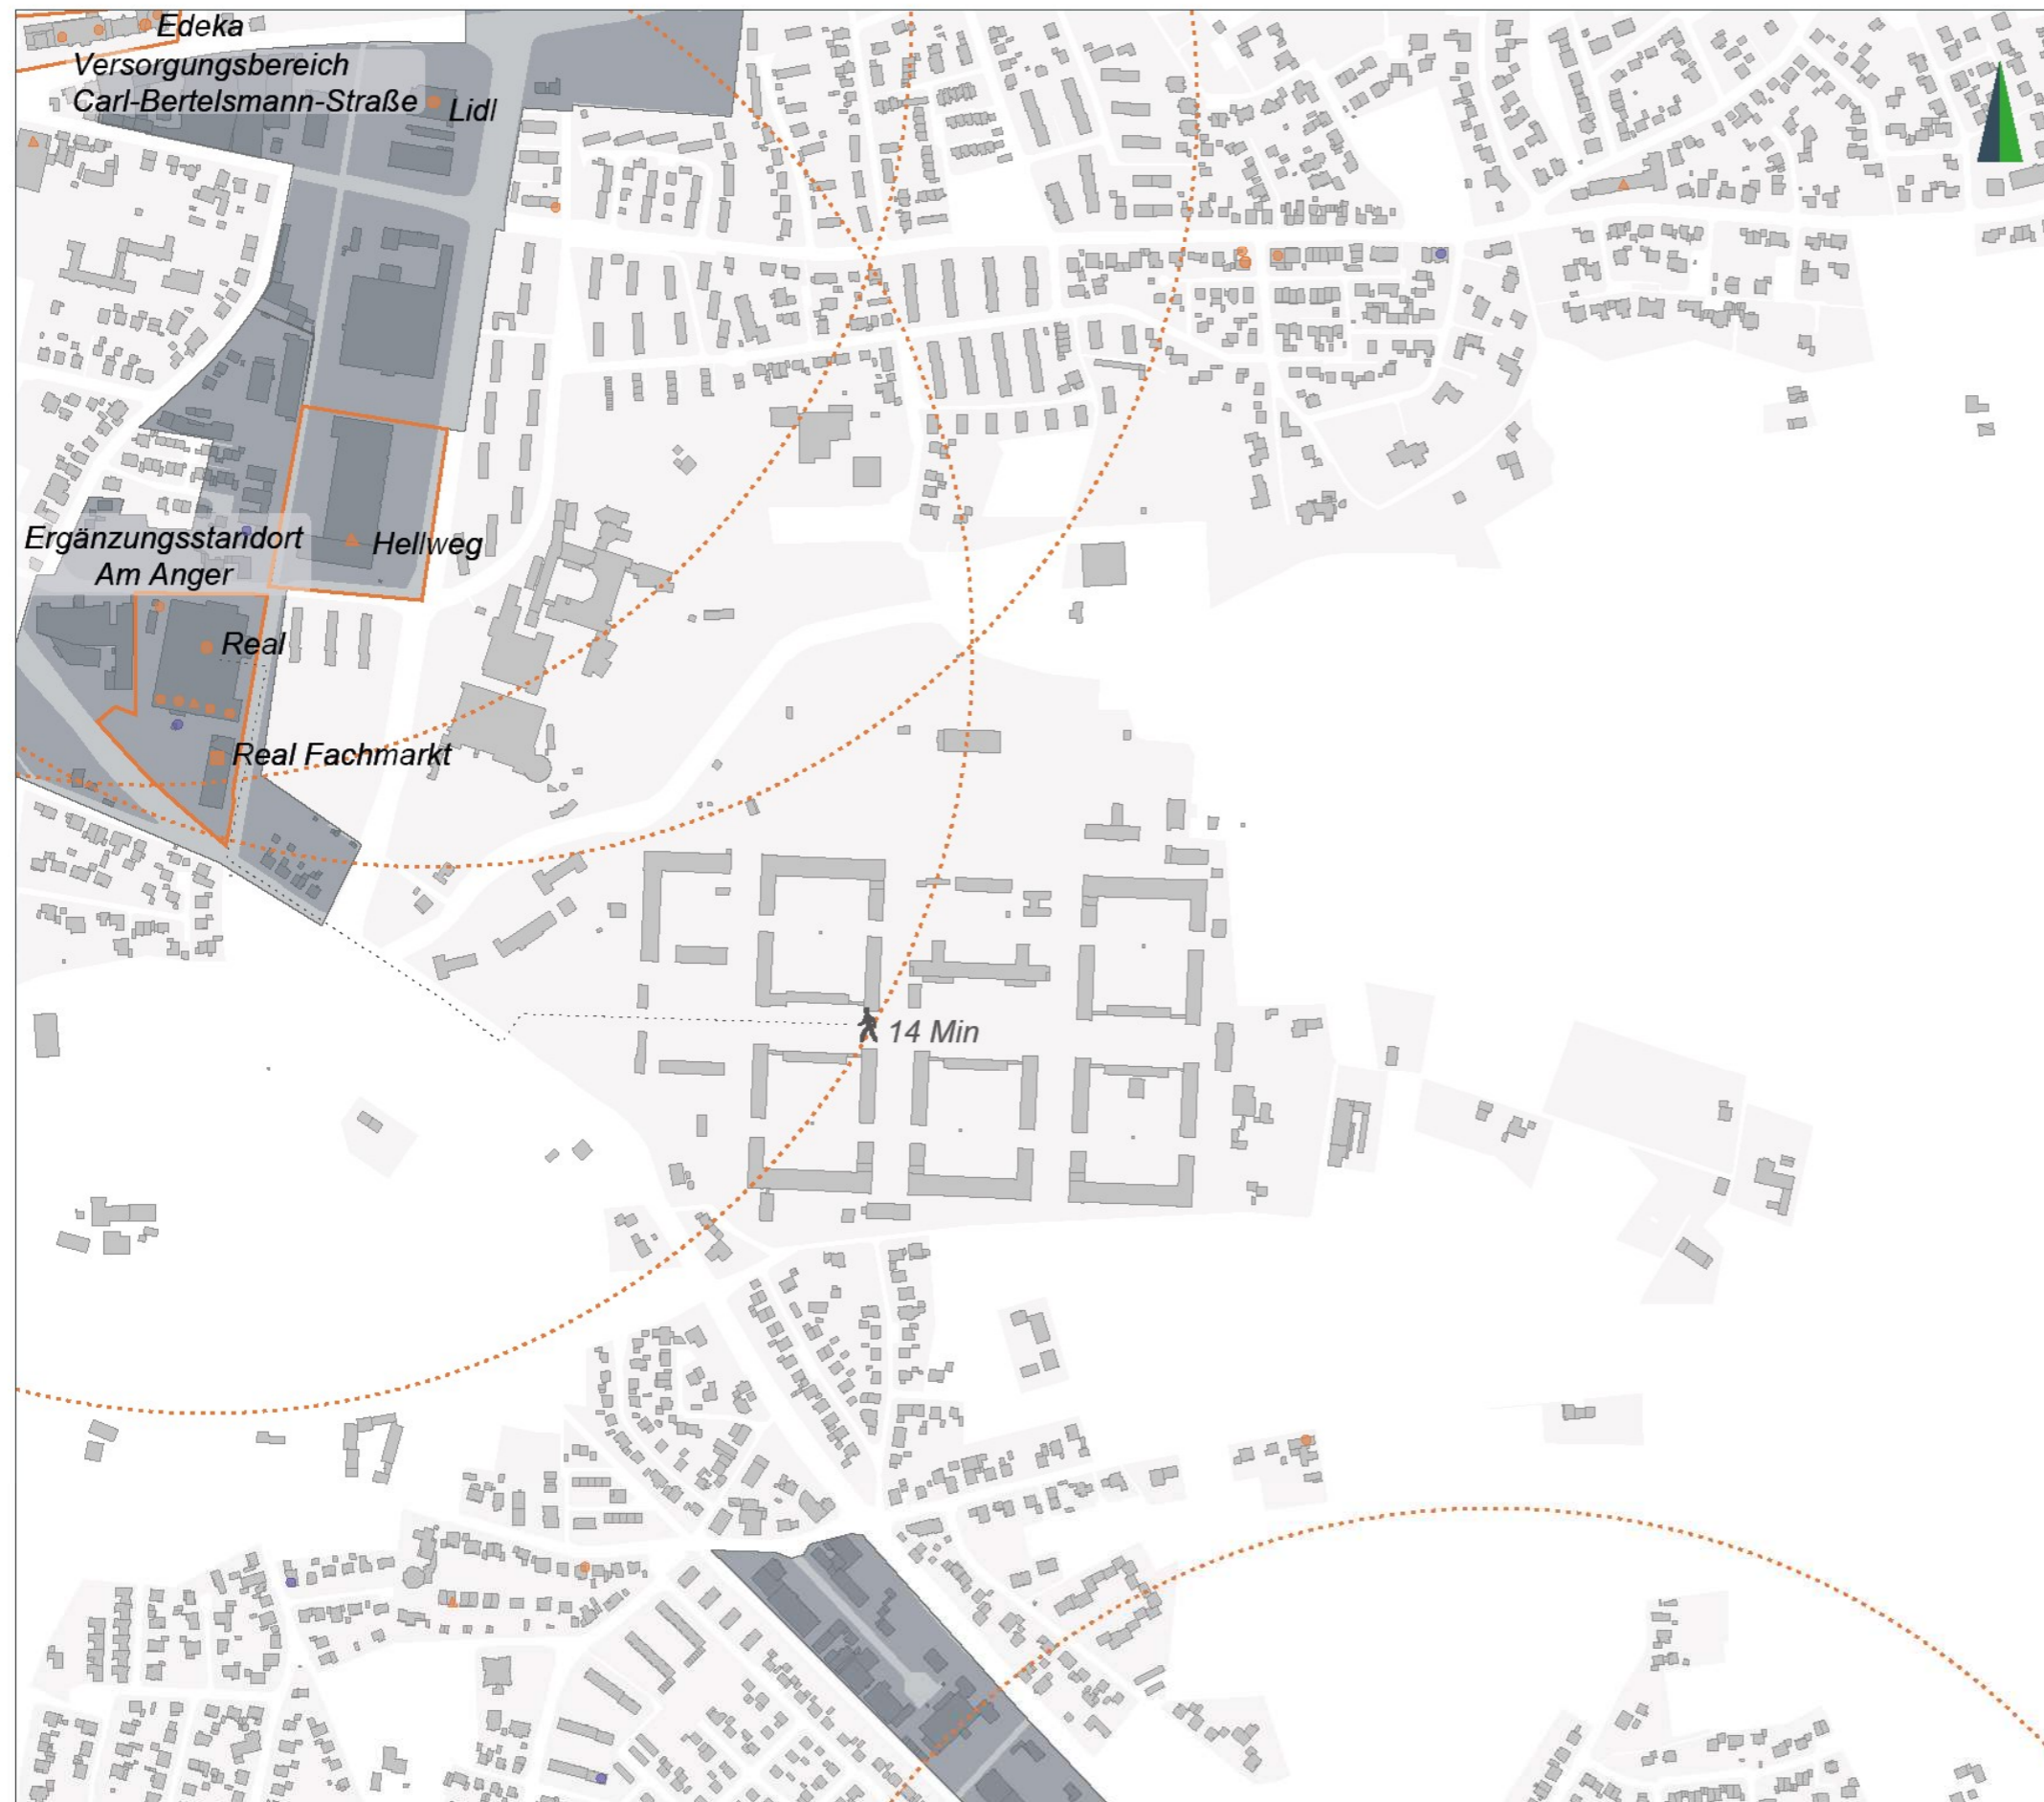 Edeka
Versorgungsbereich
Carl-Bertelsmann-Straße
Lidl
Ergänzungsstandort
Am Anger
Hellweg
Real
Real Fachmarkt
14 Min